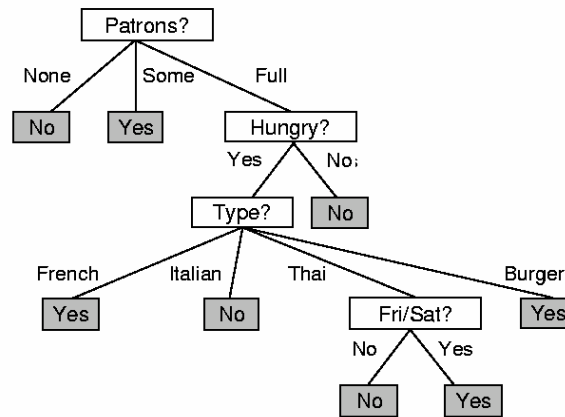 Patrons?
None Some Full
No Yes Hungry?
Yes No
Type? No
French Italian Thai Burger
Yes No Fri/Sat? Yes
No Yes
No Yes